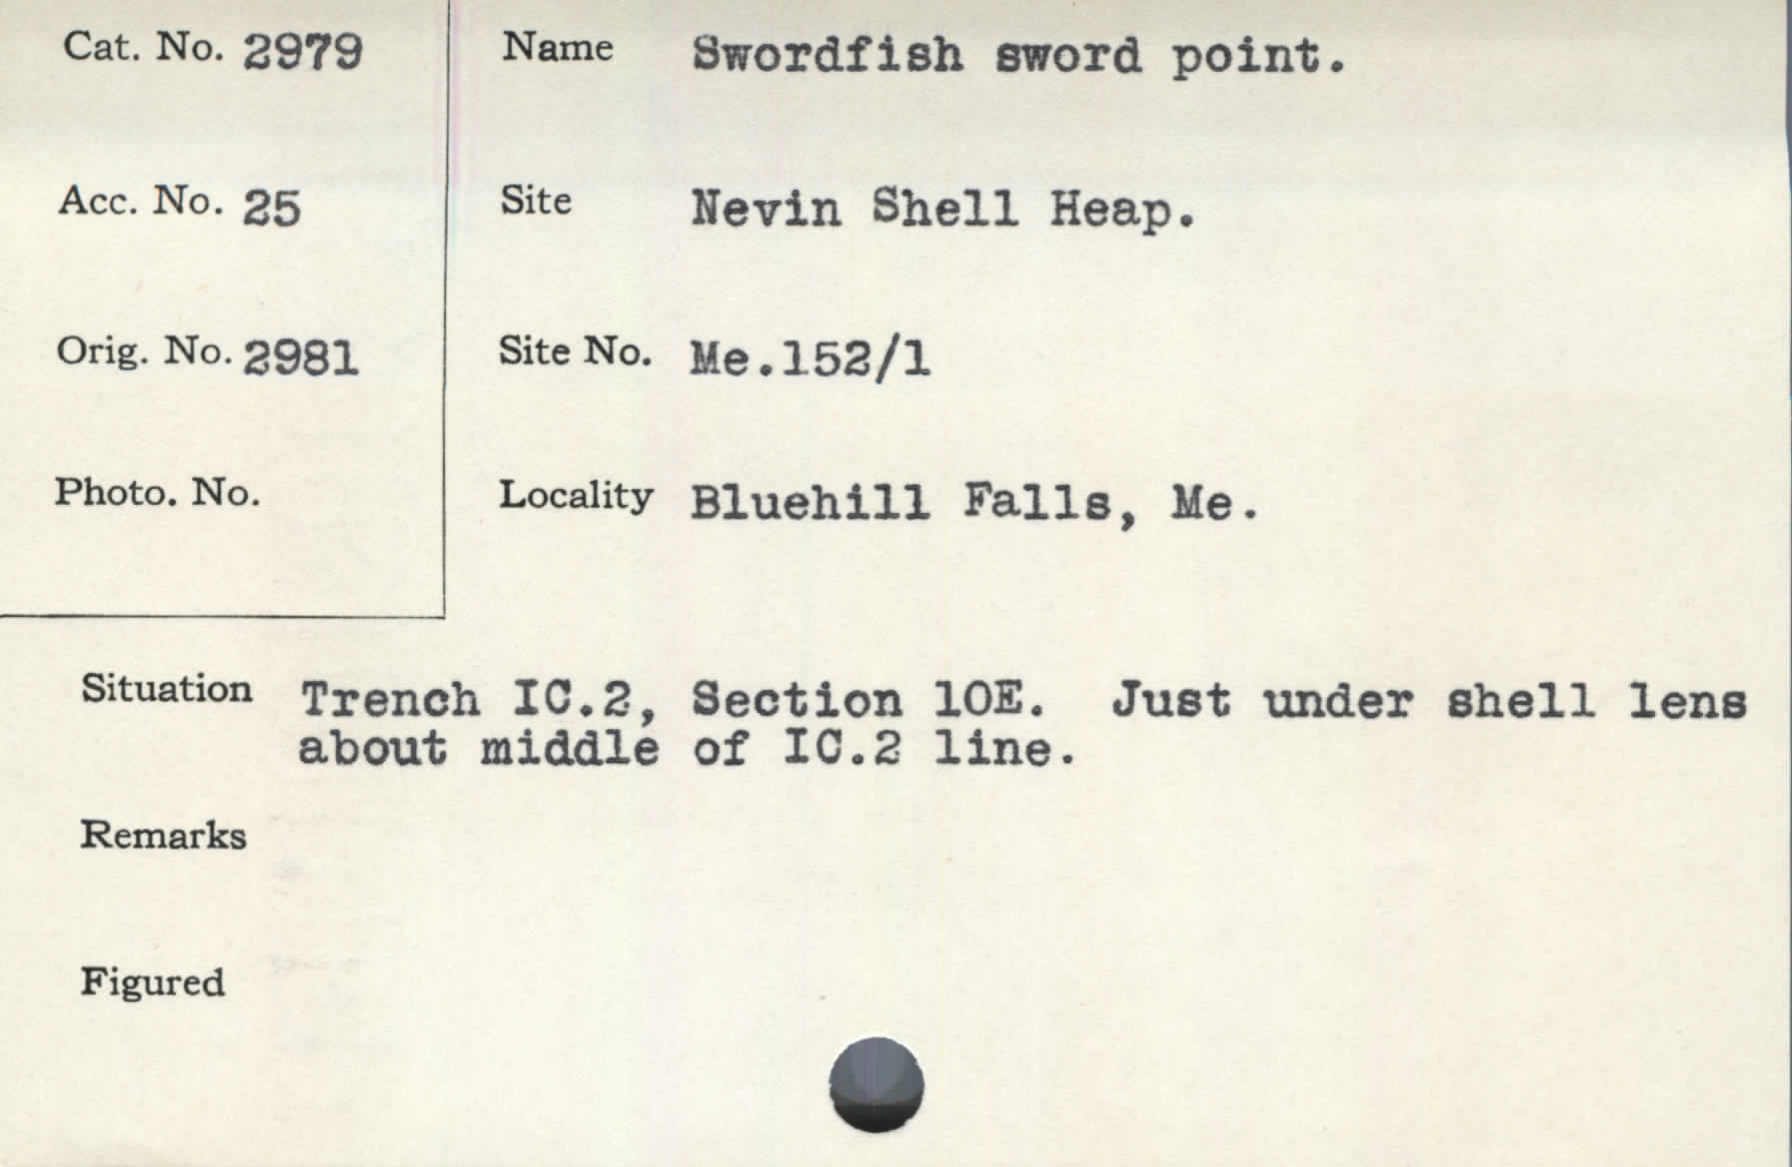 Cat. No. 2979
Name Swordfish sword point.
Acc. No. 25
Site Nevin Shell Heap.
Orig. No. 2981
Site No. Me.152/1
Photo. No.
Locality Bluehill Falls, Me.
Situation Trench IC.2, Section 10E. Just under shell lens
about middle of IC.2 line.
Remarks
Figured